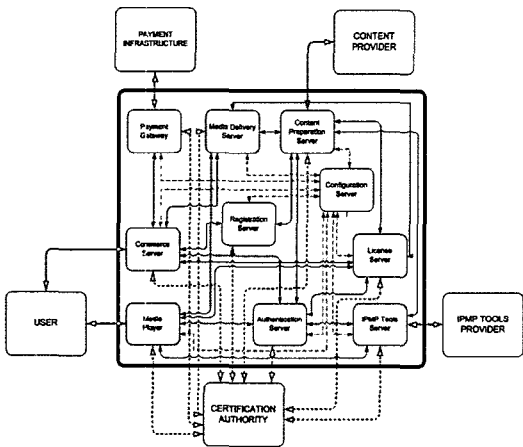 PAYMENT
INFRASTRUCTURE
CONTENT
PROVIDER
Payment
Gateway
Media Delivery
Server
Content
Preparation
Server
Configuration
Server
Registration
Server
Commerce
Server
License
Server
USER
Media
Player
Authentication
Server
IPMP Tools
Server
IPMP TOOLS
PROVIDER
CERTIFICATION
AUTHORITY